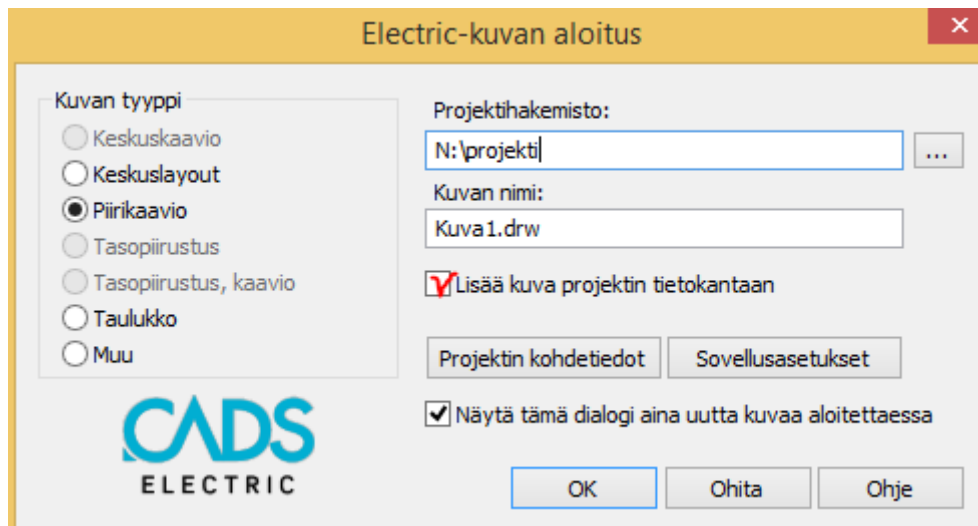 Electric-kuvan aloitus
Kuvan tyyppi
Keskuskaavio
Keskuslayout
Piirikaavio
Tasopiirustus
Tasopiirustus, kaavio
Taulukko
Muu
CADS
ELECTRIC
Projektihakemisto:
N:\projekti
...
Kuvan nimi:
Kuva1.drw
Lisää kuva projektin tietokantaan
Projektin kohdetiedot Sovellusasetukset
Näytä tämä dialogi aina uutta kuvaa aloitettaessa
OK Ohita Ohje